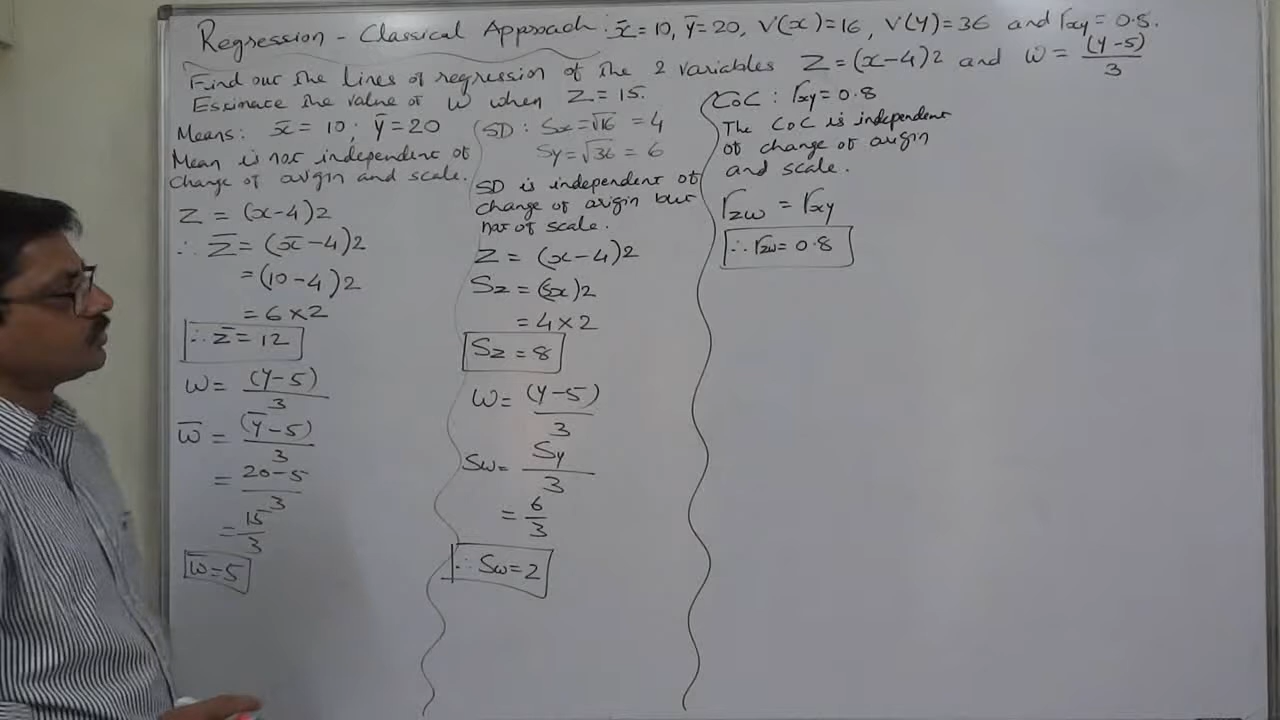 Regression - Classical Approach : x̄ = 10, ȳ = 20, V(x) = 16, V(Y) = 36 and rxy = 0.8.
Find out the lines of regression of the 2 variables Z = (x-4)2 and W = (Y-5)/3
Estimate the value of W when Z = 15.
Means: x̄ = 10; ȳ = 20
Mean is not independent of
change of origin and scale.
Z = (x-4)2
∴ Z̄ = (x̄-4)2
= (10-4)2
= 6×2
∴ Z̄ = 12
W = (Y-5)/3
W̄ = (Ȳ-5)/3
= 20-5/3
= 15/3
W̄ = 5
SD : Sx = √16 = 4
Sy = √36 = 6
SD is independent of
change of origin but
not of scale.
Z = (x-4)2
Sz = (Sx)2
= 4×2
Sz = 8
W = (Y-5)/3
Sw = Sy/3
= 6/3
∴ Sw = 2
CoC : rxy = 0.8
The CoC is independent
of change of origin
and scale.
rzw = rxy
∴ rzw = 0.8